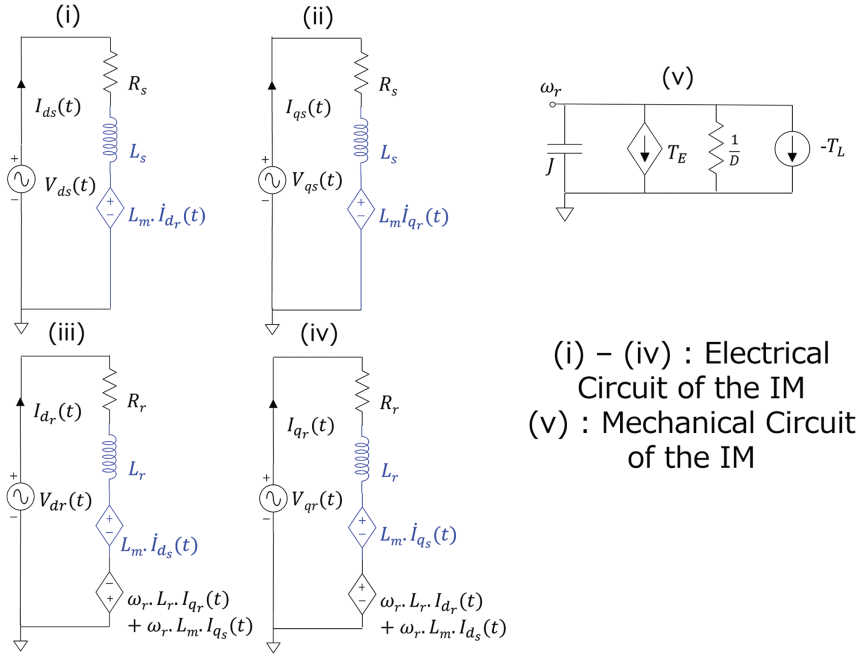 (i)
R_s
I_ds(t)
L_s
+
V_ds(t)
−
+
−
L_m.İ_dr(t)
(ii)
R_s
I_qs(t)
L_s
+
V_qs(t)
−
+
−
L_mİ_qr(t)
(v)
ω_r
J
T_E
1/D
-T_L
(iii)
R_r
I_dr(t)
L_r
+
V_dr(t)
−
+
−
L_m.İ_ds(t)
−
+
ω_r.L_r.I_qr(t)
+ ω_r.L_m.I_qs(t)
(iv)
R_r
I_qr(t)
L_r
+
V_qr(t)
−
+
−
L_m.İ_qs(t)
+
−
ω_r.L_r.I_dr(t)
+ ω_r.L_m.I_ds(t)
(i) – (iv) : Electrical
Circuit of the IM
(v) : Mechanical Circuit
of the IM